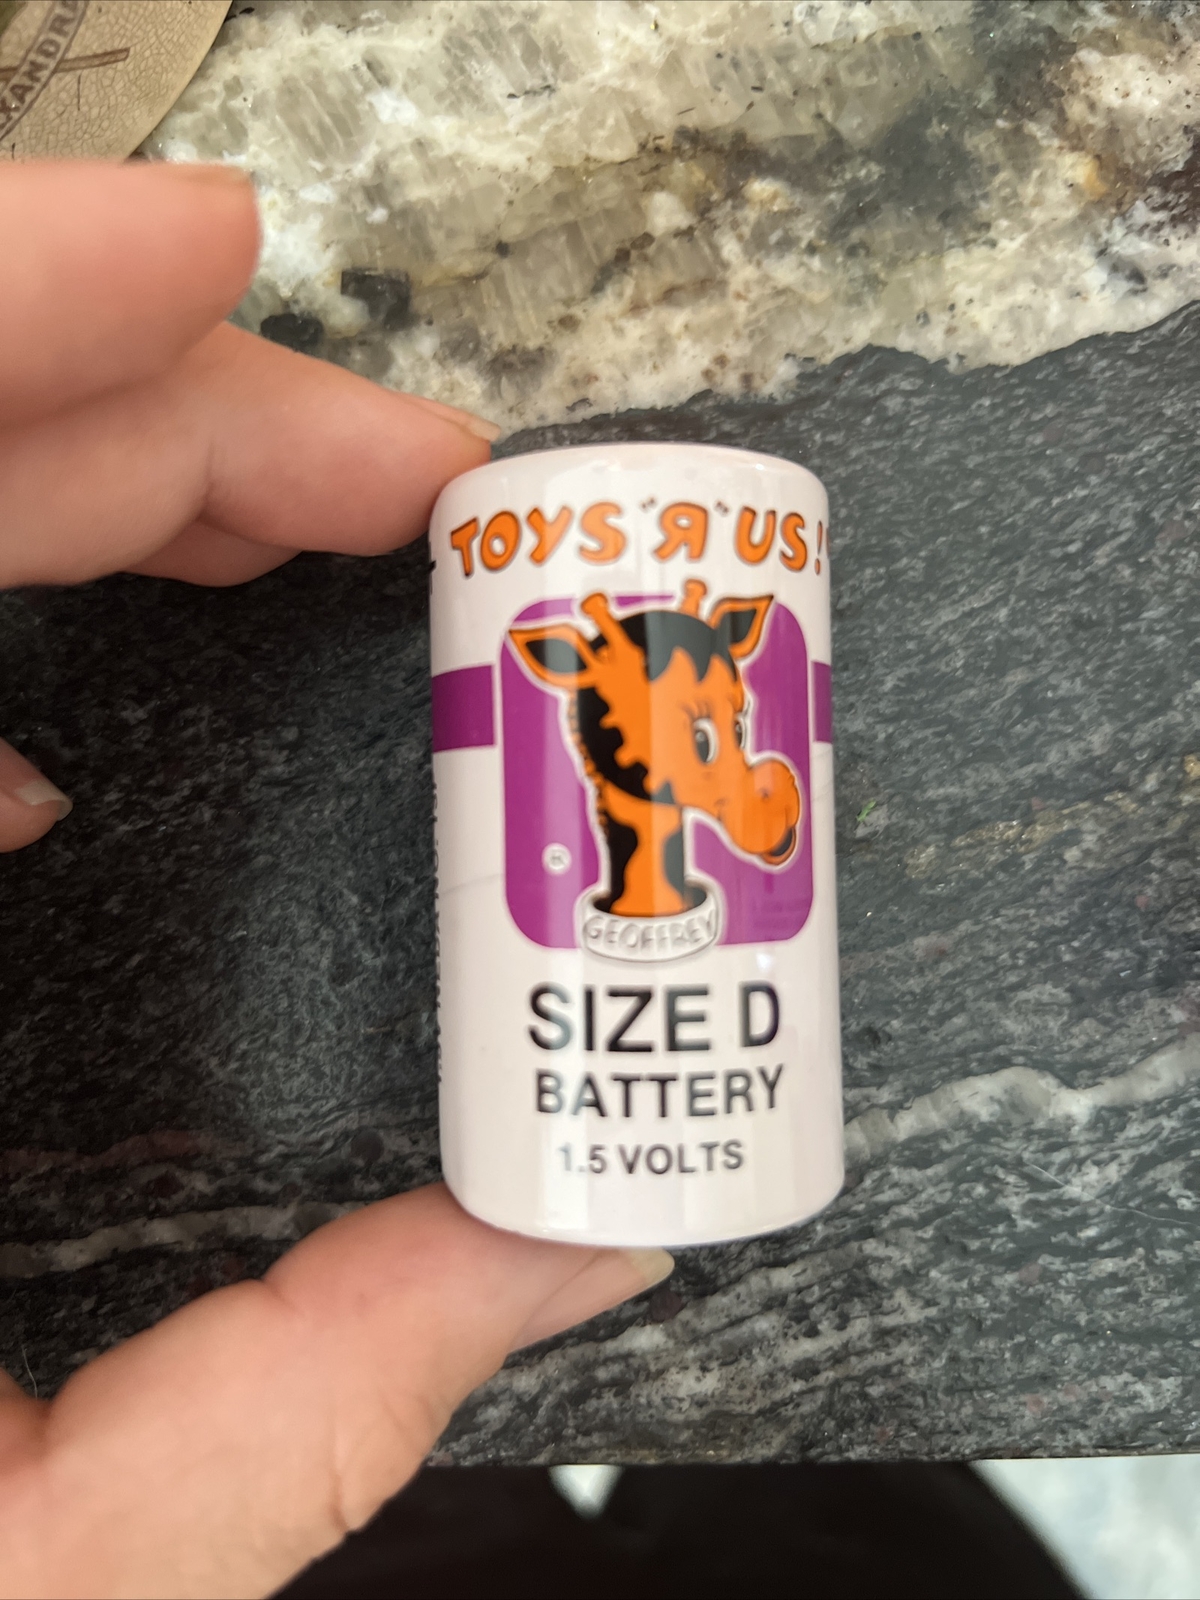 TOYS "R" US!
®
GEOFFREY
SIZE D
BATTERY
1.5 VOLTS